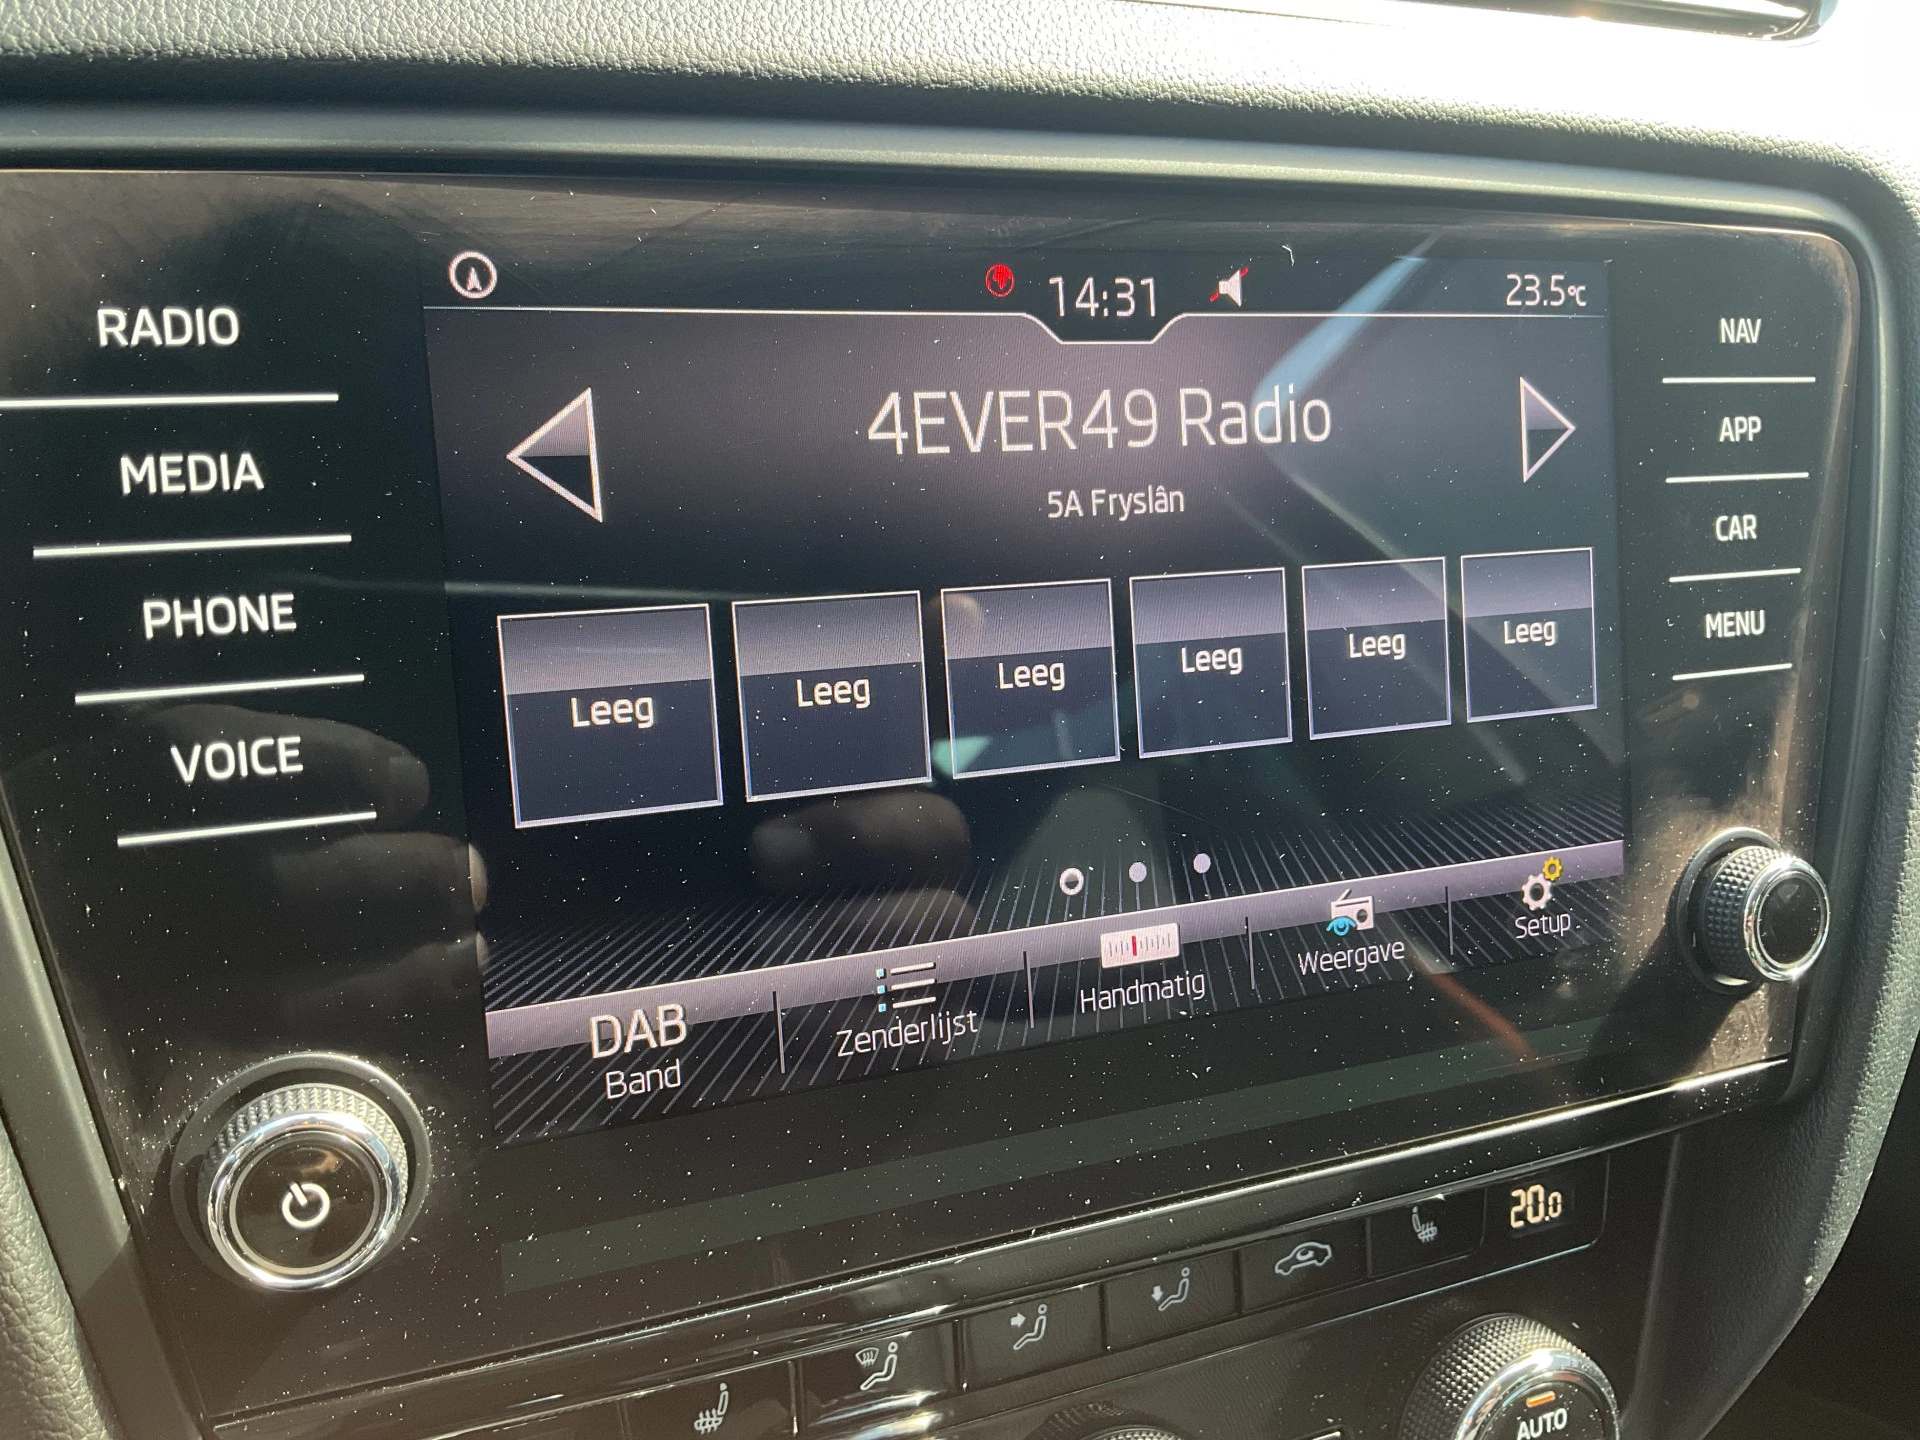 14:31
23.5°C
RADIO
MEDIA
PHONE
VOICE
4EVER49 Radio
5A Fryslân
Leeg
Leeg
Leeg
Leeg
Leeg
Leeg
NAV
APP
CAR
MENU
DAB
Band
Zenderlijst
Handmatig
Weergave
Setup
20.0
AUTO